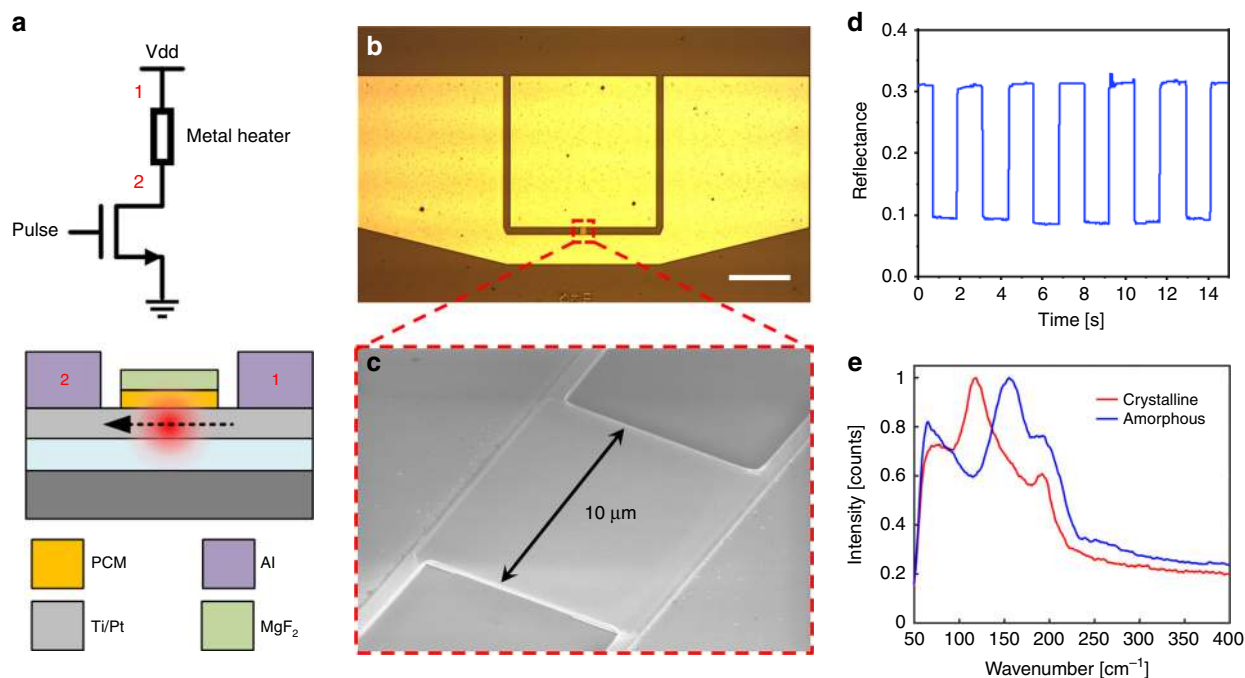 a
Vdd
1
Metal heater
2
Pulse
2
1
PCM
Al
Ti/Pt
MgF₂
b
c
10 μm
d
Reflectance
0.4
0.3
0.2
0.1
0.0
0 2 4 6 8 10 12 14
Time [s]
e
Crystalline
Amorphous
Intensity [counts]
1.0
0.8
0.6
0.4
0.2
0
50 100 150 200 250 300 350 400
Wavenumber [cm⁻¹]